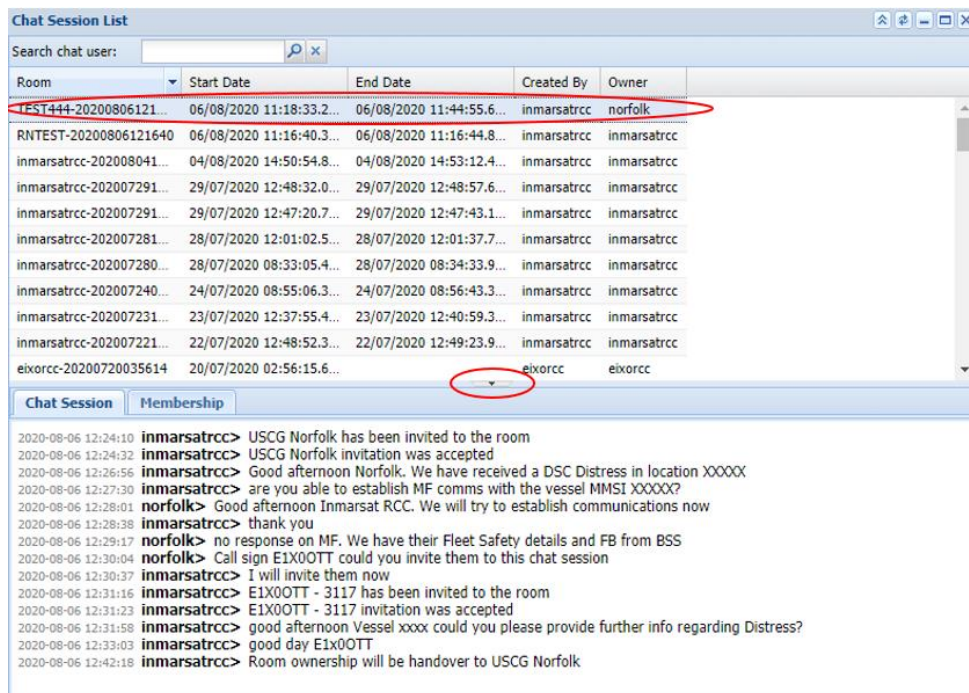 Chat Session List
Search chat user:
Room Start Date End Date Created By Owner
TEST444-20200806121... 06/08/2020 11:18:33.2... 06/08/2020 11:44:55.6... inmarsatrcc norfolk
RNTEST-20200806121640 06/08/2020 11:16:40.3... 06/08/2020 11:16:44.8... inmarsatrcc inmarsatrcc
inmarsatrcc-202008041... 04/08/2020 14:50:54.8... 04/08/2020 14:53:12.4... inmarsatrcc inmarsatrcc
inmarsatrcc-202007291... 29/07/2020 12:48:32.0... 29/07/2020 12:48:57.6... inmarsatrcc inmarsatrcc
inmarsatrcc-202007291... 29/07/2020 12:47:20.7... 29/07/2020 12:47:43.1... inmarsatrcc inmarsatrcc
inmarsatrcc-202007281... 28/07/2020 12:01:02.5... 28/07/2020 12:01:37.7... inmarsatrcc inmarsatrcc
inmarsatrcc-202007280... 28/07/2020 08:33:05.4... 28/07/2020 08:34:33.9... inmarsatrcc inmarsatrcc
inmarsatrcc-202007240... 24/07/2020 08:55:06.3... 24/07/2020 08:56:43.3... inmarsatrcc inmarsatrcc
inmarsatrcc-202007231... 23/07/2020 12:37:55.4... 23/07/2020 12:40:59.3... inmarsatrcc inmarsatrcc
inmarsatrcc-202007221... 22/07/2020 12:48:52.3... 22/07/2020 12:49:23.9... inmarsatrcc inmarsatrcc
eixorcc-20200720035614 20/07/2020 02:56:15.6... eixorcc eixorcc
Chat Session Membership
2020-08-06 12:24:10 inmarsatrcc> USCG Norfolk has been invited to the room
2020-08-06 12:24:32 inmarsatrcc> USCG Norfolk invitation was accepted
2020-08-06 12:26:56 inmarsatrcc> Good afternoon Norfolk. We have received a DSC Distress in location XXXXX
2020-08-06 12:27:30 inmarsatrcc> are you able to establish MF comms with the vessel MMSI XXXXX?
2020-08-06 12:28:01 norfolk> Good afternoon Inmarsat RCC. We will try to establish communications now
2020-08-06 12:28:38 inmarsatrcc> thank you
2020-08-06 12:29:17 norfolk> no response on MF. We have their Fleet Safety details and FB from BSS
2020-08-06 12:30:04 norfolk> Call sign E1X0OTT could you invite them to this chat session
2020-08-06 12:30:37 inmarsatrcc> I will invite them now
2020-08-06 12:31:16 inmarsatrcc> E1X0OTT - 3117 has been invited to the room
2020-08-06 12:31:23 inmarsatrcc> E1X0OTT - 3117 invitation was accepted
2020-08-06 12:31:58 inmarsatrcc> good afternoon Vessel xxxx could you please provide further info regarding Distress?
2020-08-06 12:33:03 inmarsatrcc> good day E1x0OTT
2020-08-06 12:42:18 inmarsatrcc> Room ownership will be handover to USCG Norfolk